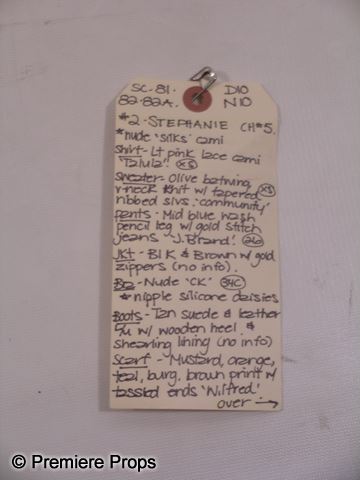 SC. 81. D10
82. 82A. N10
#2. STEPHANIE CH#5.
*nude 'silks' cami
Shirt- Lt pink lace cami
'Talula'! XS
Sweater- Olive batwing
v-neck knit w/ tapered XS
ribbed slvs. 'community'
pants- Mid blue wash
pencil leg w/ gold stitch
jeans 'J.Brand'! 26
JKt- Blk & Brown w/ gold
zippers (no info).
Bra- Nude 'CK' 34C
*nipple silicone daisies
Boots- Tan suede & leather
w/ wooden heel &
shearling lining (no info)
Scarf- Mustard, orange,
teal, burg. brown print w/
tassled ends 'Wilfred'
over →
© Premiere Props